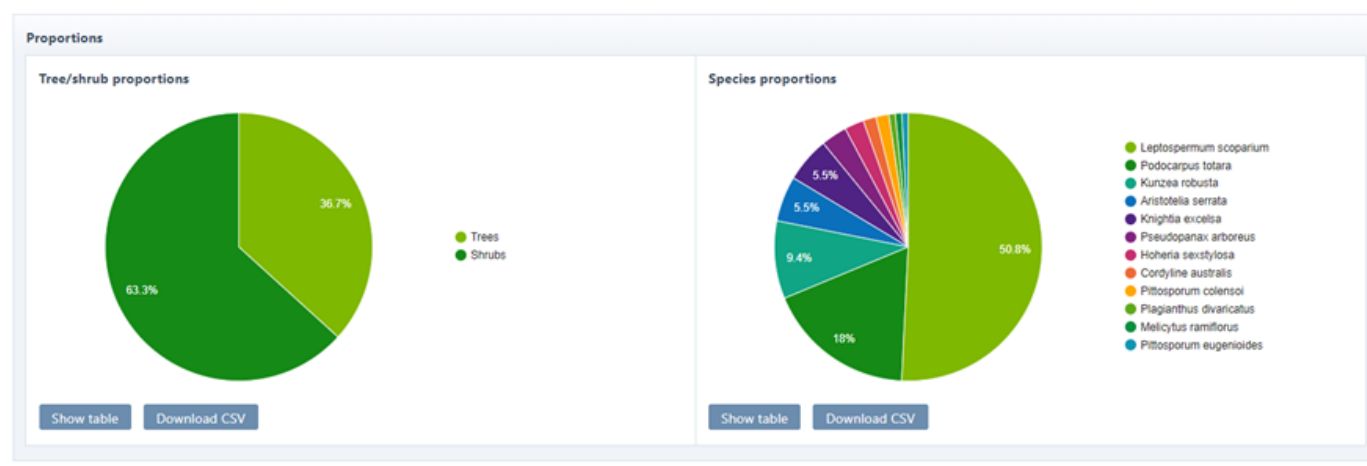 Proportions
Tree/shrub proportions
36.7%
63.3%
Trees
Shrubs
Show table
Download CSV
Species proportions
5.5%
5.5%
9.4%
18%
50.8%
Leptospermum scoparium
Podocarpus totara
Kunzea robusta
Aristotelia serrata
Knightia excelsa
Pseudopanax arboreus
Hoheria sexstylosa
Cordyline australis
Pittosporum colensoi
Plagianthus divaricatus
Melicytus ramiflorus
Pittosporum eugenioides
Show table
Download CSV